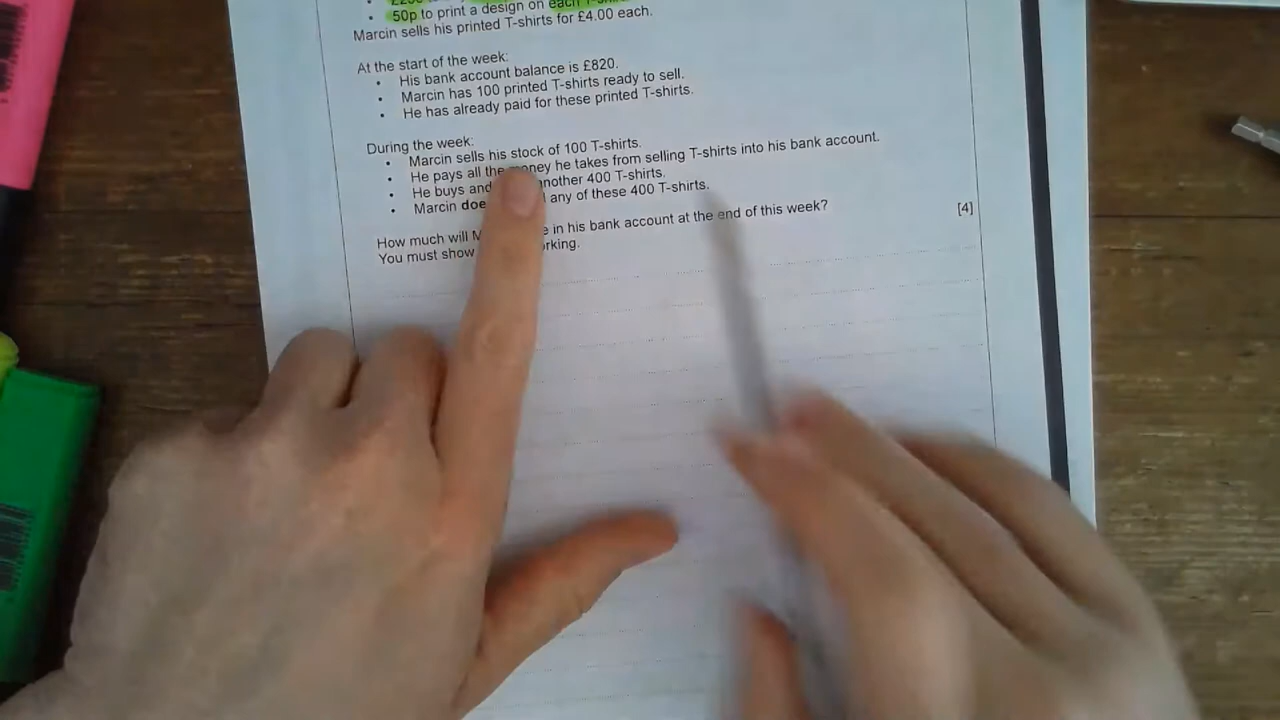 50p to print a design on each
Marcin sells his printed T-shirts for £4.00 each.
At the start of the week:
• His bank account balance is £820.
• Marcin has 100 printed T-shirts ready to sell.
• He has already paid for these printed T-shirts.
During the week:
• Marcin sells his stock of 100 T-shirts.
• He pays all the money he takes from selling T-shirts into his bank account.
• He buys and another 400 T-shirts.
• Marcin any of these 400 T-shirts.
How much will in his bank account at the end of this week?
[4]
You must show